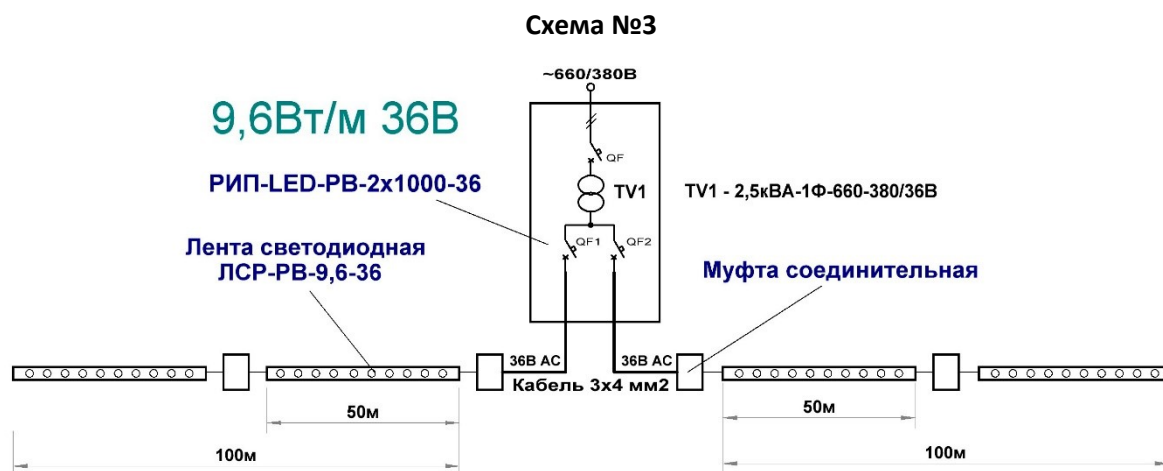 Схема №3
~660/380В
9,6Вт/м 36В
QF
РИП-LED-РВ-2х1000-36
TV1
TV1 - 2,5кВА-1Ф-660-380/36В
QF1
QF2
Лента светодиодная
ЛСР-РВ-9,6-36
Муфта соединительная
36В АС
36В АС
Кабель 3х4 мм2
50м
50м
100м
100м